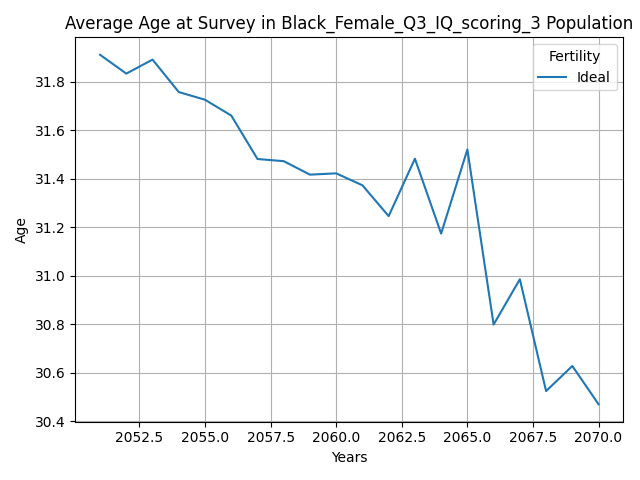 Average Age at Survey in Black_Female_Q3_IQ_scoring_3 Population
Fertility
Ideal
Age
31.8
31.6
31.4
31.2
31.0
30.8
30.6
30.4
2052.5 2055.0 2057.5 2060.0 2062.5 2065.0 2067.5 2070.0
Years